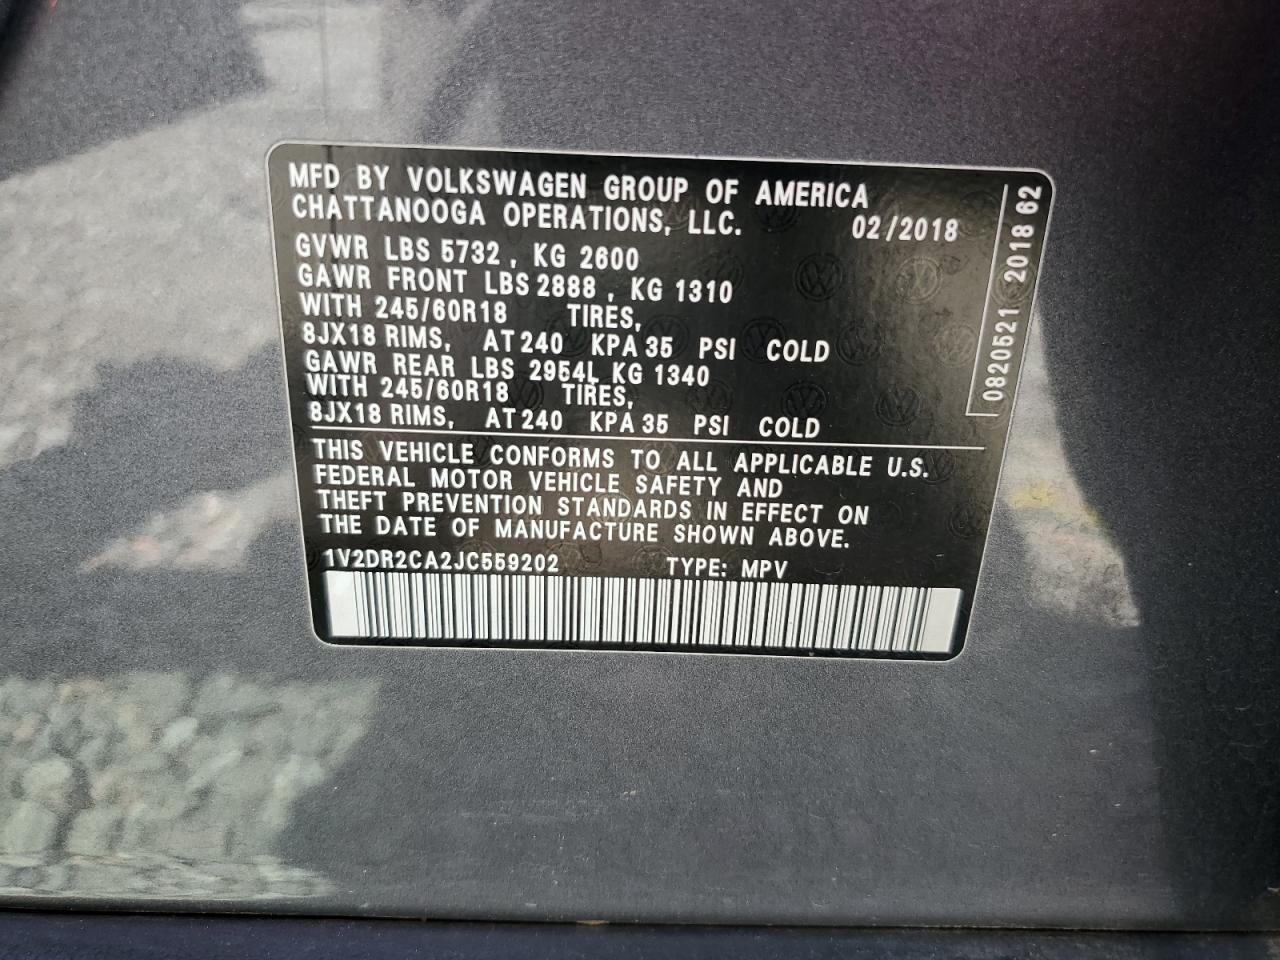 MFD BY VOLKSWAGEN GROUP OF AMERICA
CHATTANOOGA OPERATIONS, LLC. 02/2018
GVWR LBS 5732 , KG 2600
GAWR FRONT LBS 2888 , KG 1310
WITH 245/60R18 TIRES,
8JX18 RIMS, AT 240 KPA 35 PSI COLD
GAWR REAR LBS 2954L KG 1340
WITH 245/60R18 TIRES,
8JX18 RIMS, AT 240 KPA 35 PSI COLD
THIS VEHICLE CONFORMS TO ALL APPLICABLE U.S.
FEDERAL MOTOR VEHICLE SAFETY AND
THEFT PREVENTION STANDARDS IN EFFECT ON
THE DATE OF MANUFACTURE SHOWN ABOVE.
1V2DR2CA2JC559202 TYPE: MPV
0820521 2018 62